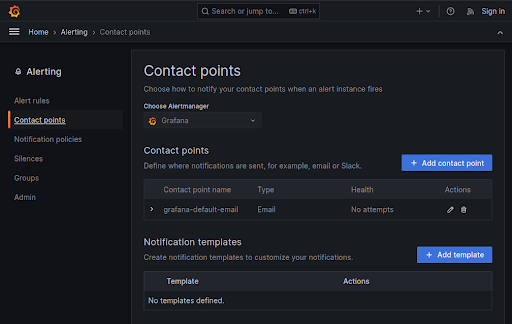 Search or jump to...
ctrl+k
Sign in
Home > Alerting > Contact points
Alerting
Alert rules
Contact points
Notification policies
Silences
Groups
Admin
Contact points
Choose how to notify your contact points when an alert instance fires
Choose Alertmanager
Grafana
Contact points
Define where notifications are sent, for example, email or Slack.
+ Add contact point
Contact point name Type Health Actions
grafana-default-email Email No attempts
Notification templates
Create notification templates to customize your notifications.
+ Add template
Template Actions
No templates defined.